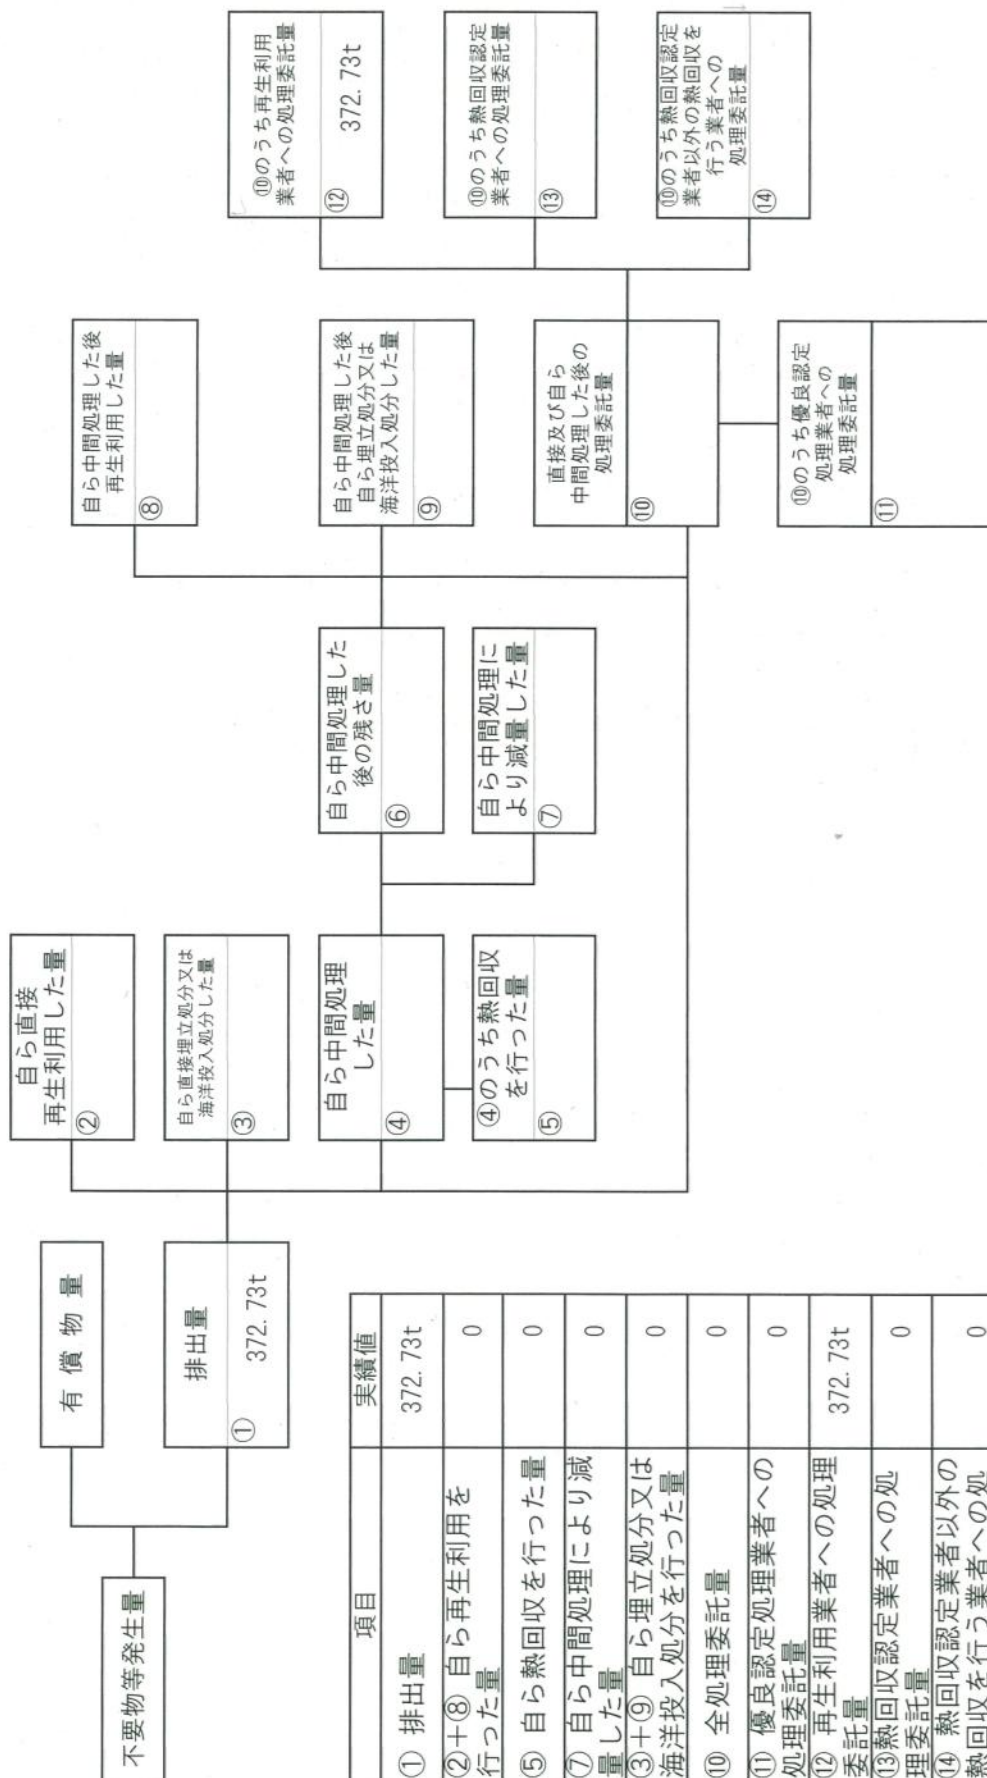 不要物等発生量
有 償 物 量
排出量
① 372.73t
自ら直接
再生利用した量
②
自ら直接埋立処分又は
海洋投入処分した量
③
自ら中間処理
した量
④
④のうち熱回収
を行った量
⑤
自ら中間処理した
後の残さ量
⑥
自ら中間処理に
より減量した量
⑦
自ら中間処理した後
再生利用した量
⑧
自ら中間処理した後
自ら埋立処分又は
海洋投入処分した量
⑨
直接及び自ら
中間処理した後の
処理委託量
⑩
⑩のうち優良認定
処理業者への
処理委託量
⑪
⑩のうち再生利用
業者への処理委託量
⑫ 372.73t
⑩のうち熱回収認定
業者への処理委託量
⑬
⑩のうち熱回収認定
業者以外の熱回収を
行う業者への
処理委託量
⑭
項目 実績値
① 排出量 372.73t
②+⑧ 自ら再生利用を
行った量 0
⑤ 自ら熱回収を行った量 0
⑦ 自ら中間処理により減
量した量 0
③+⑨ 自ら埋立処分又は
海洋投入処分を行った量 0
⑩ 全処理委託量 0
⑪ 優良認定処理業者への
処理委託量 0
⑫ 再生利用業者への処理
委託量 372.73t
⑬熱回収認定業者への処
理委託量 0
⑭ 熱回収認定業者以外の
熱回収を行う業者への処 0